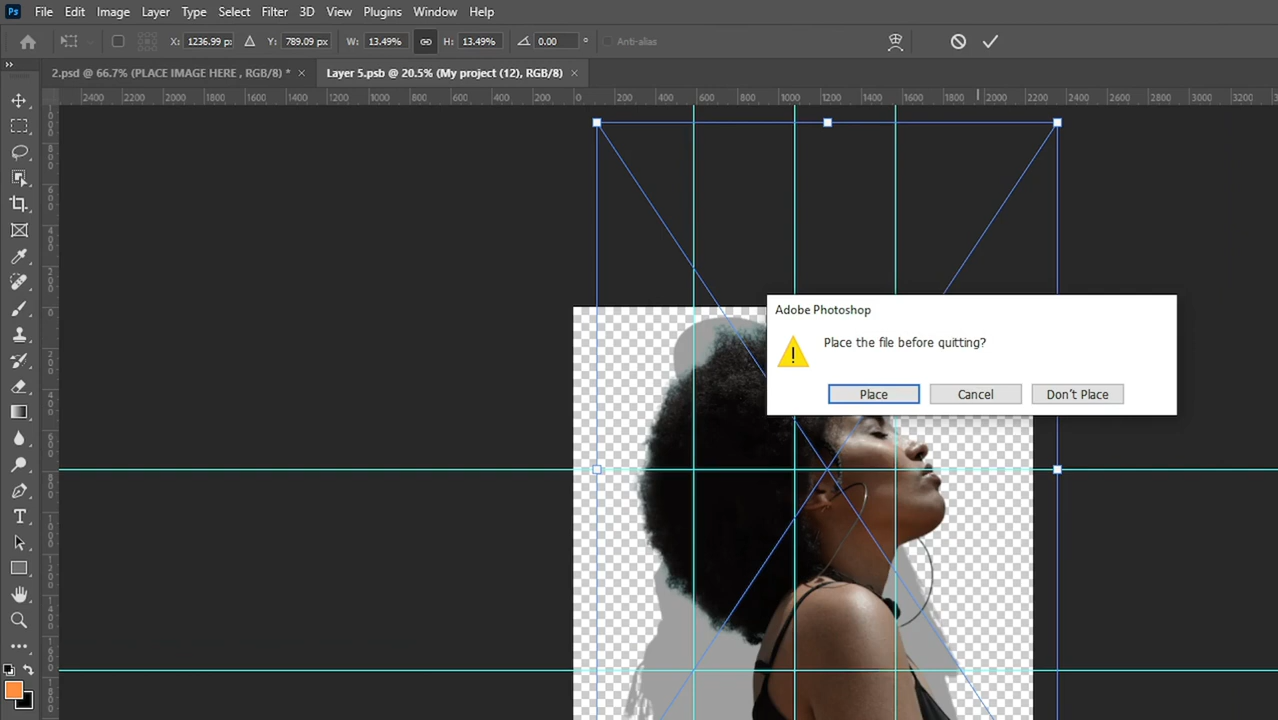 Ps File Edit Image Layer Type Select Filter 3D View Plugins Window Help
X: 1236.99 p: Y: 789.09 px W: 13.49% H: 13.49% 0.00 ° Anti-alias
2.psd @ 66.7% (PLACE IMAGE HERE , RGB/8) * × Layer 5.psb @ 20.5% (My project (12), RGB/8) ×
2400 2200 2000 1800 1600 1400 1200 1000 800 600 400 200 0 200 400 600 800 1000 1200 1400 1600 1800 2000 2200 2400 2600 2800 3000 3200
Adobe Photoshop
Place the file before quitting?
Place Cancel Don't Place